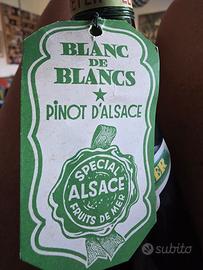 BLANC
DE
BLANCS
PINOT D'ALSACE
SPECIAL
ALSACE
FRUITS DE MER
subito